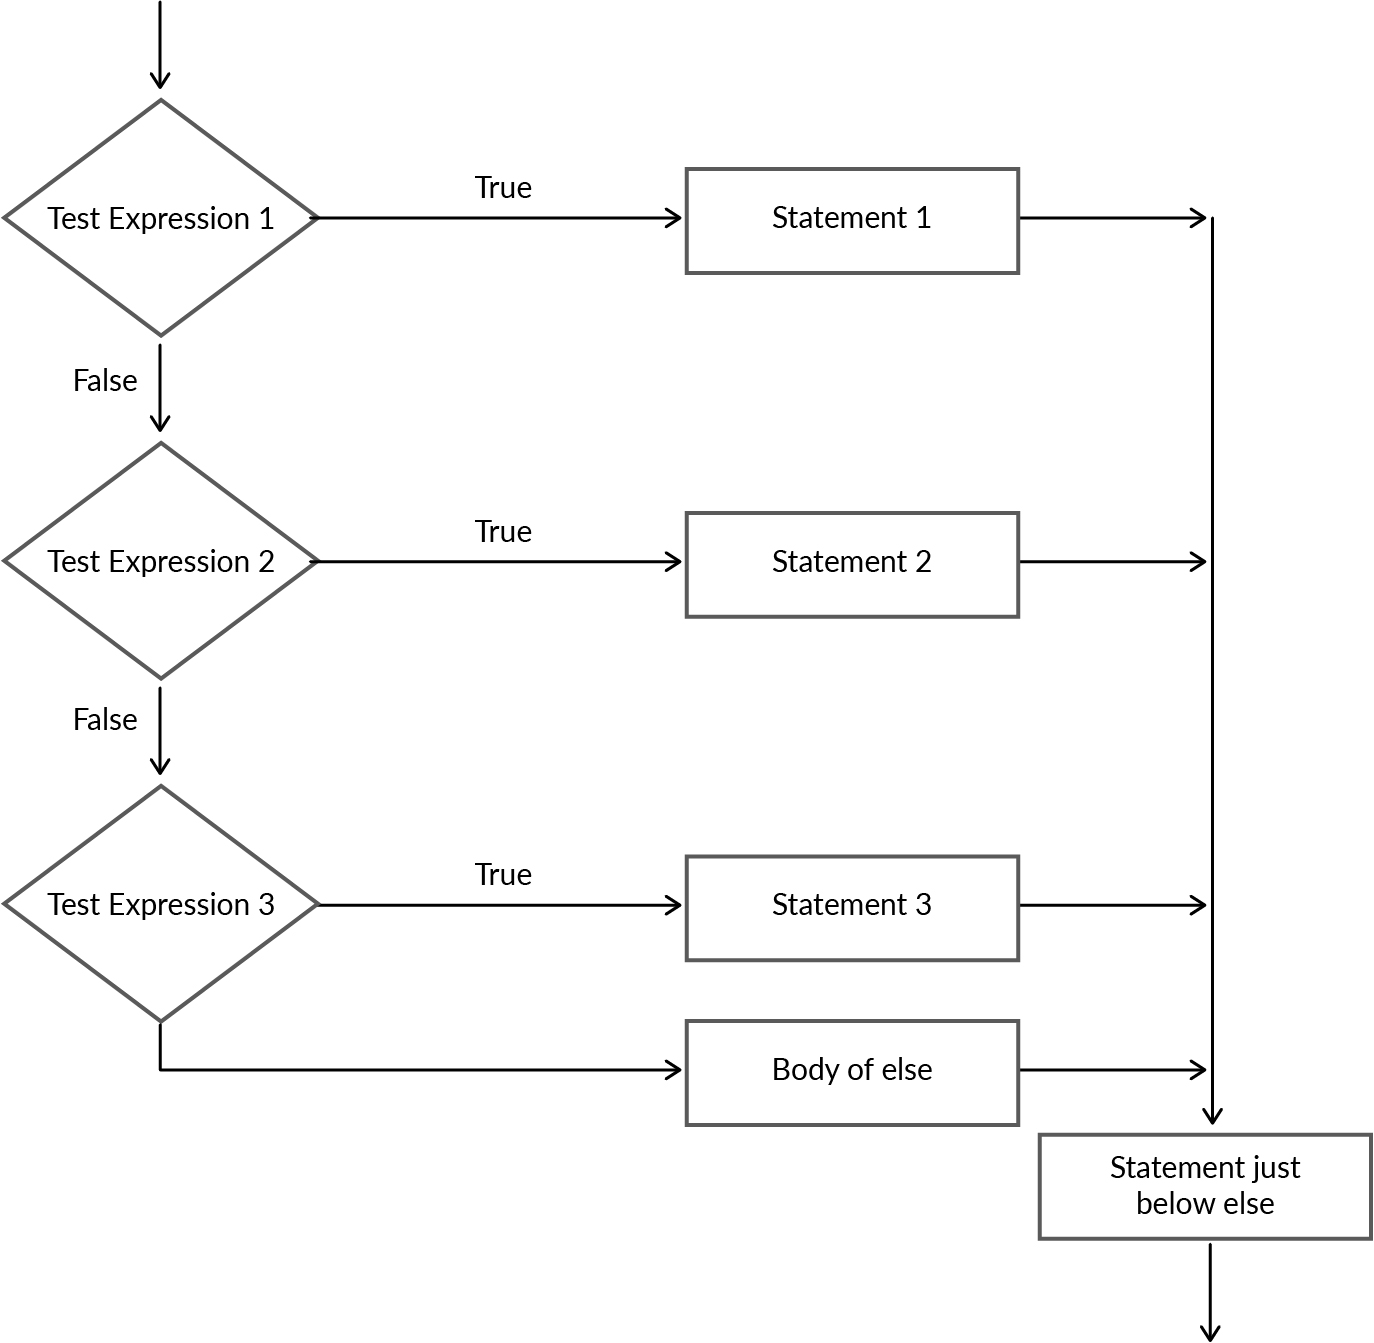 True
Test Expression 1
Statement 1
False
True
Test Expression 2
Statement 2
False
True
Test Expression 3
Statement 3
Body of else
Statement just
below else